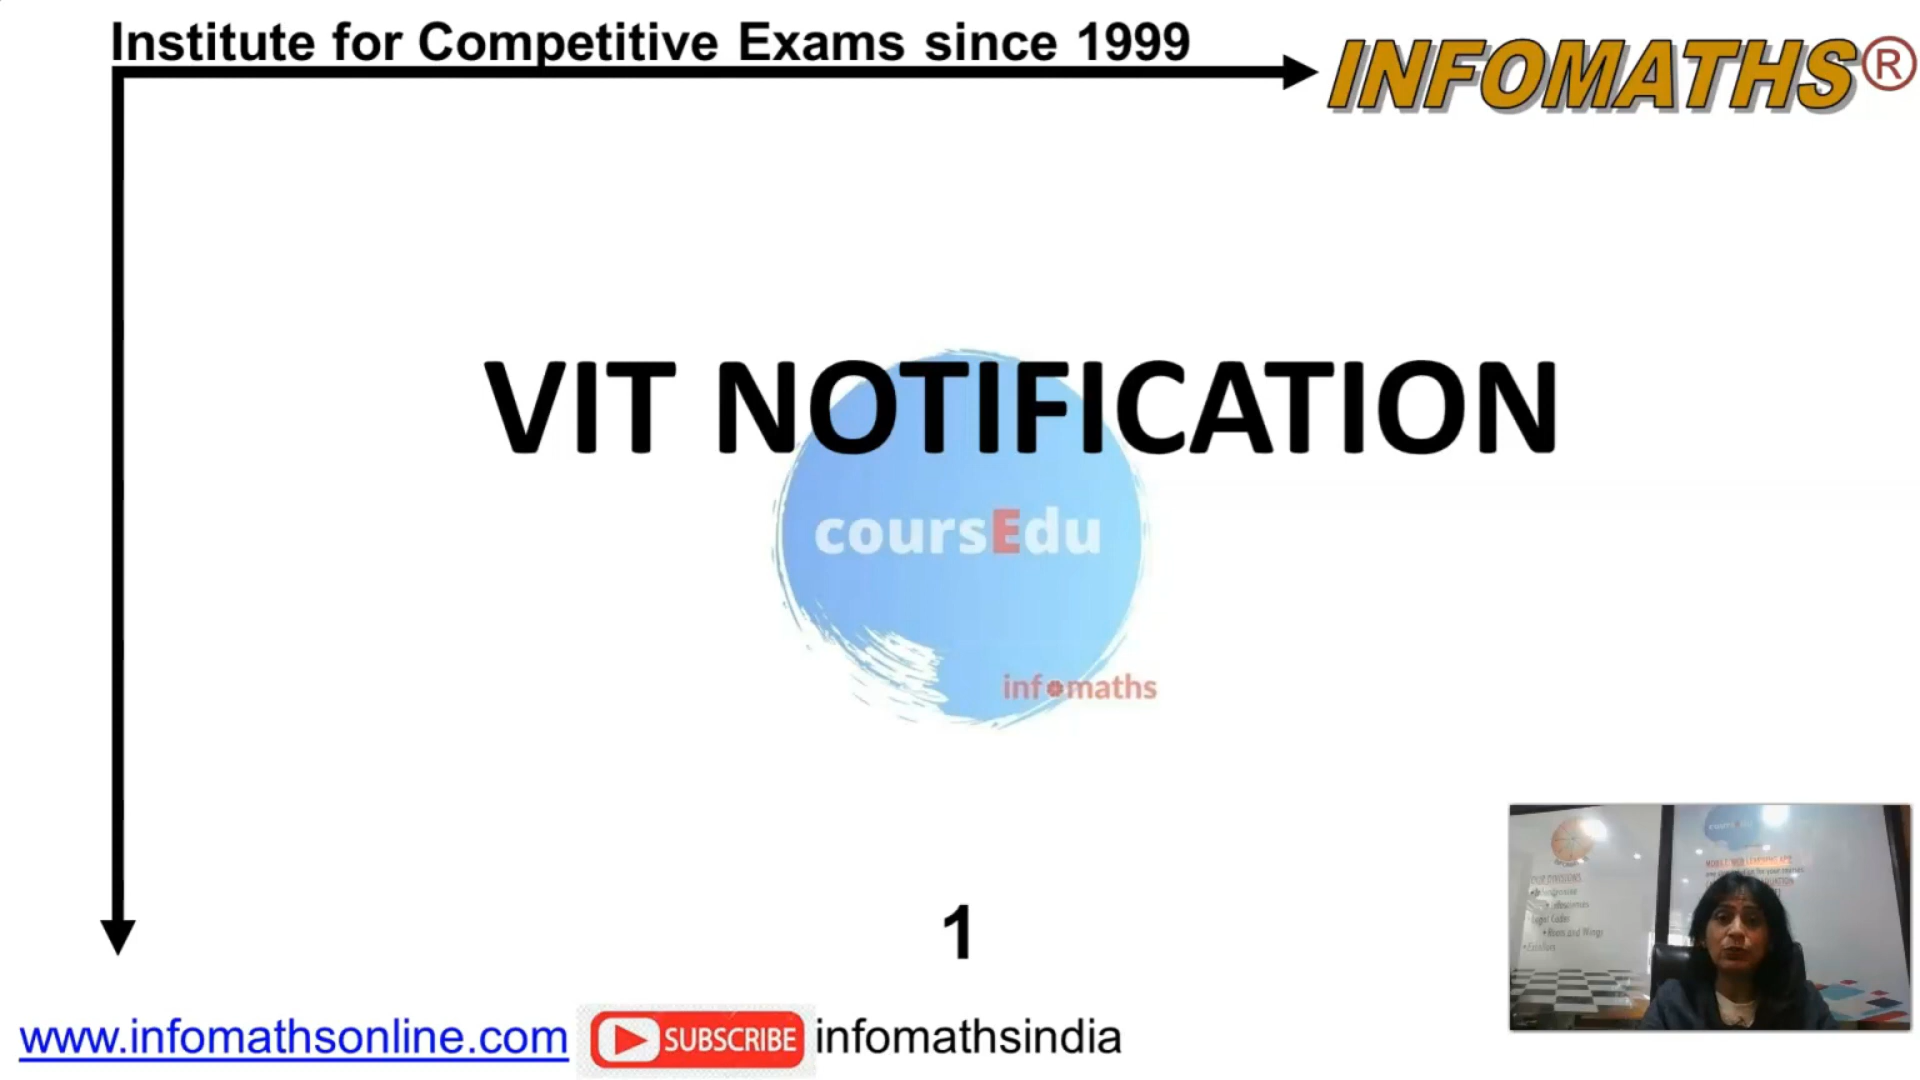 Institute for Competitive Exams since 1999
INFOMATHS®
VIT NOTIFICATION
coursEdu
infomaths
1
www.infomathsonline.com
SUBSCRIBE
infomathsindia